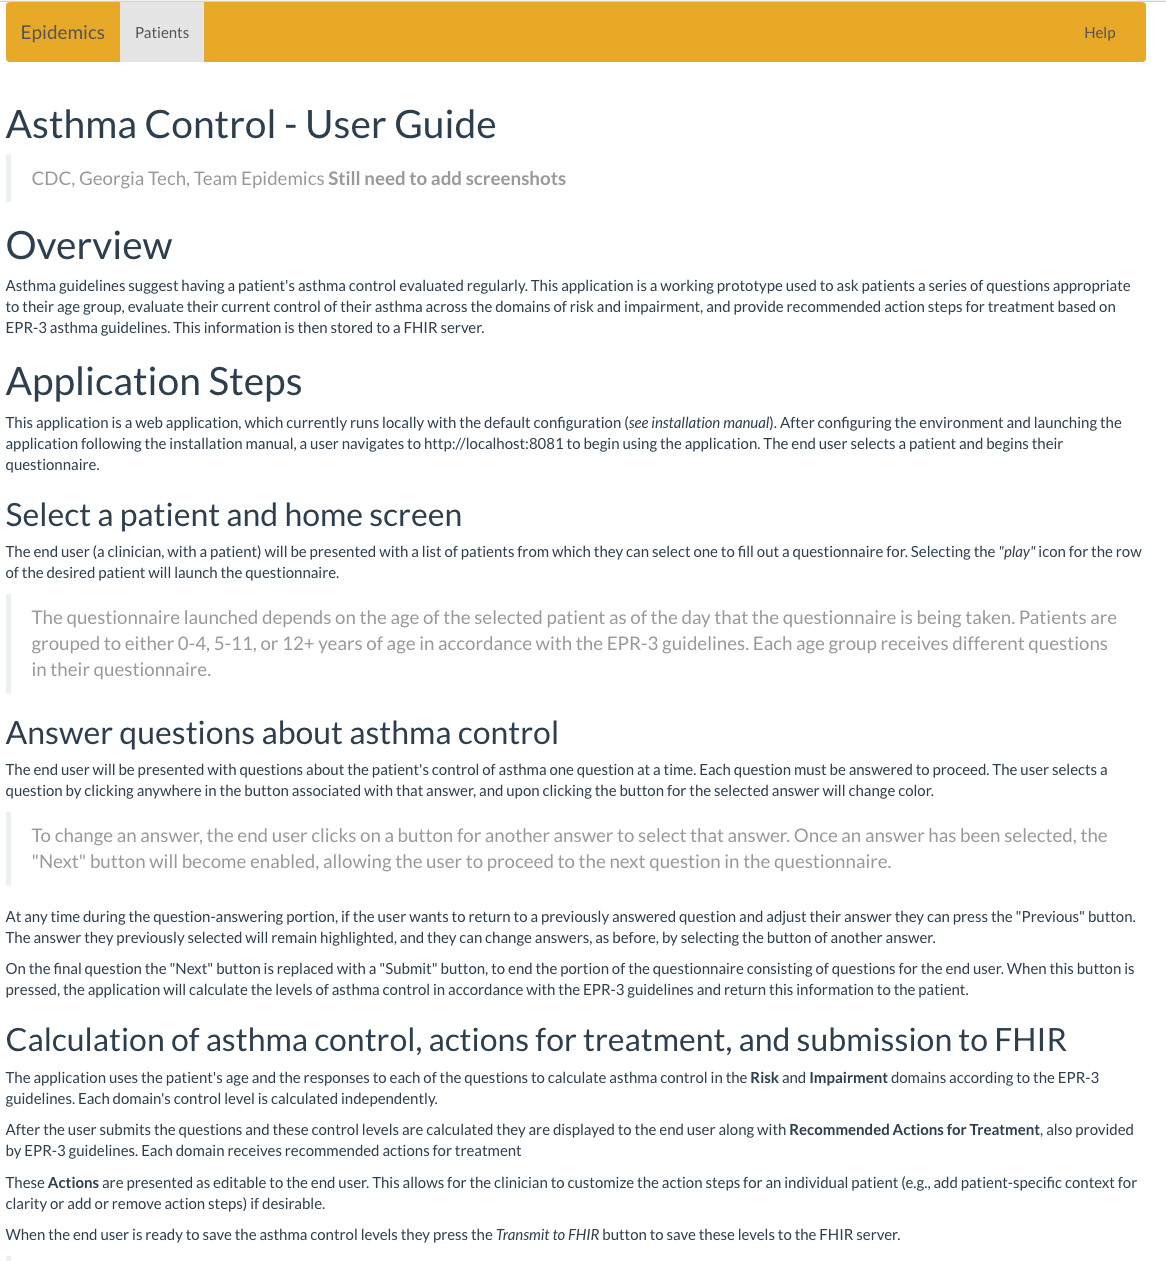 Epidemics Patients Help
Asthma Control - User Guide
CDC, Georgia Tech, Team Epidemics Still need to add screenshots
Overview
Asthma guidelines suggest having a patient's asthma control evaluated regularly. This application is a working prototype used to ask patients a series of questions appropriate
to their age group, evaluate their current control of their asthma across the domains of risk and impairment, and provide recommended action steps for treatment based on
EPR-3 asthma guidelines. This information is then stored to a FHIR server.
Application Steps
This application is a web application, which currently runs locally with the default configuration (see installation manual). After configuring the environment and launching the
application following the installation manual, a user navigates to http://localhost:8081 to begin using the application. The end user selects a patient and begins their
questionnaire.
Select a patient and home screen
The end user (a clinician, with a patient) will be presented with a list of patients from which they can select one to fill out a questionnaire for. Selecting the "play" icon for the row
of the desired patient will launch the questionnaire.
The questionnaire launched depends on the age of the selected patient as of the day that the questionnaire is being taken. Patients are
grouped to either 0-4, 5-11, or 12+ years of age in accordance with the EPR-3 guidelines. Each age group receives different questions
in their questionnaire.
Answer questions about asthma control
The end user will be presented with questions about the patient's control of asthma one question at a time. Each question must be answered to proceed. The user selects a
question by clicking anywhere in the button associated with that answer, and upon clicking the button for the selected answer will change color.
To change an answer, the end user clicks on a button for another answer to select that answer. Once an answer has been selected, the
"Next" button will become enabled, allowing the user to proceed to the next question in the questionnaire.
At any time during the question-answering portion, if the user wants to return to a previously answered question and adjust their answer they can press the "Previous" button.
The answer they previously selected will remain highlighted, and they can change answers, as before, by selecting the button of another answer.
On the final question the "Next" button is replaced with a "Submit" button, to end the portion of the questionnaire consisting of questions for the end user. When this button is
pressed, the application will calculate the levels of asthma control in accordance with the EPR-3 guidelines and return this information to the patient.
Calculation of asthma control, actions for treatment, and submission to FHIR
The application uses the patient's age and the responses to each of the questions to calculate asthma control in the Risk and Impairment domains according to the EPR-3
guidelines. Each domain's control level is calculated independently.
After the user submits the questions and these control levels are calculated they are displayed to the end user along with Recommended Actions for Treatment, also provided
by EPR-3 guidelines. Each domain receives recommended actions for treatment
These Actions are presented as editable to the end user. This allows for the clinician to customize the action steps for an individual patient (e.g., add patient-specific context for
clarity or add or remove action steps) if desirable.
When the end user is ready to save the asthma control levels they press the Transmit to FHIR button to save these levels to the FHIR server.